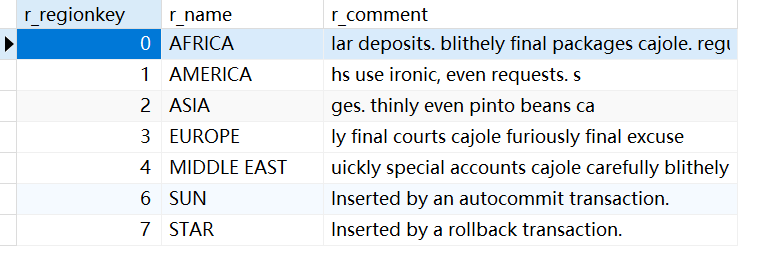 r_regionkey r_name r_comment
0 AFRICA lar deposits. blithely final packages cajole. regu
1 AMERICA hs use ironic, even requests. s
2 ASIA ges. thinly even pinto beans ca
3 EUROPE ly final courts cajole furiously final excuse
4 MIDDLE EAST uickly special accounts cajole carefully blithely
6 SUN Inserted by an autocommit transaction.
7 STAR Inserted by a rollback transaction.